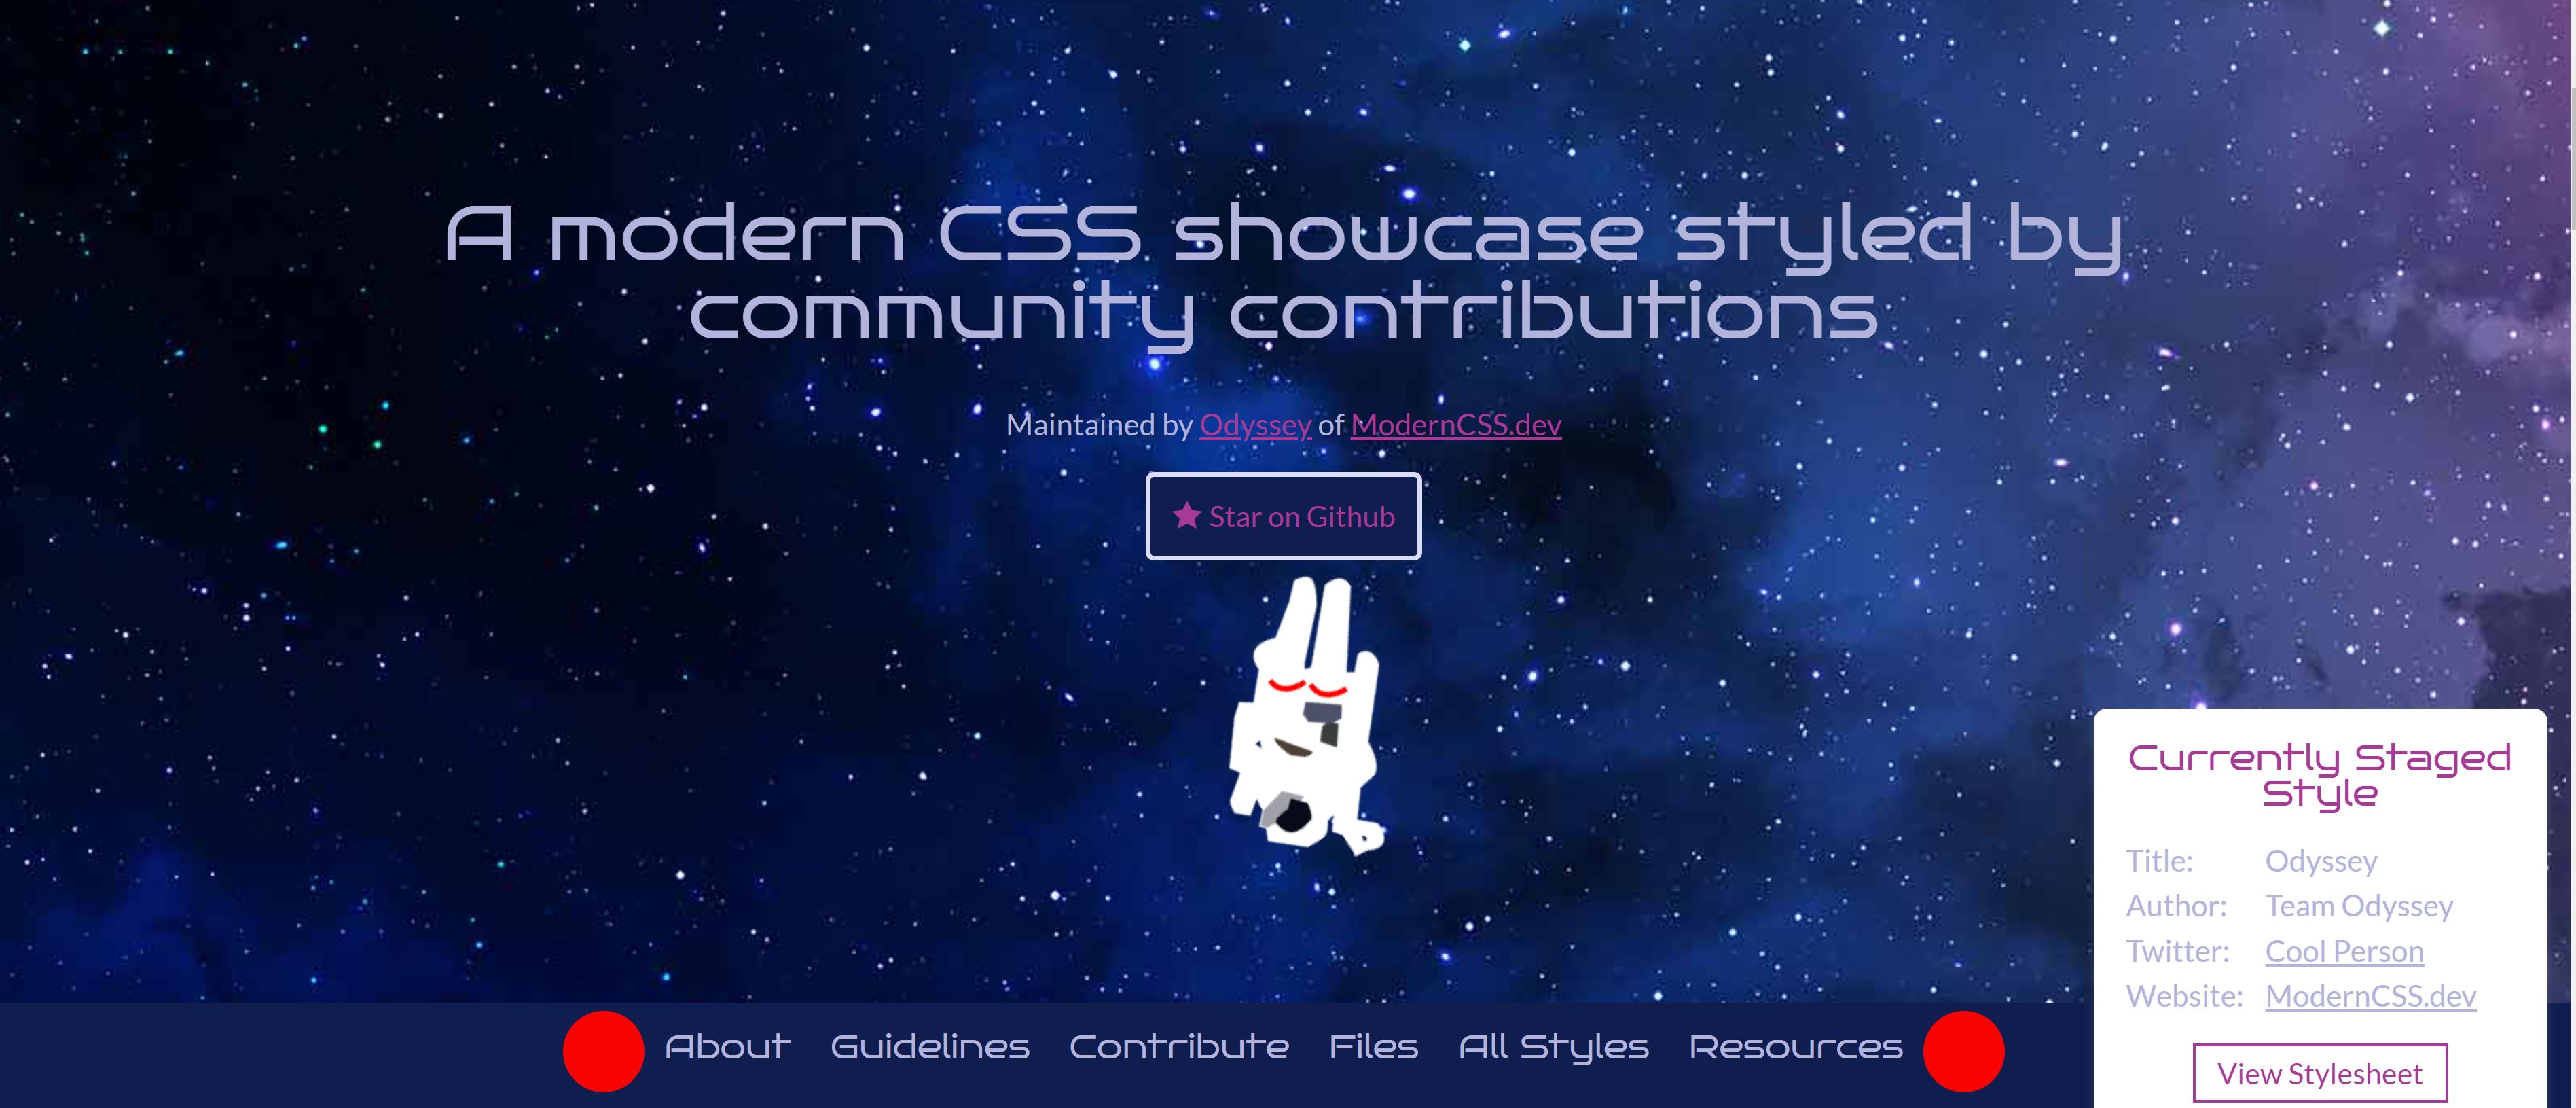 A modern CSS showcase styled by
community contributions
Maintained by Odyssey of ModernCSS.dev
Star on Github
Currently Staged
Style
Title: Odyssey
Author: Team Odyssey
Twitter: Cool Person
Website: ModernCSS.dev
View Stylesheet
About Guidelines Contribute Files All Styles Resources